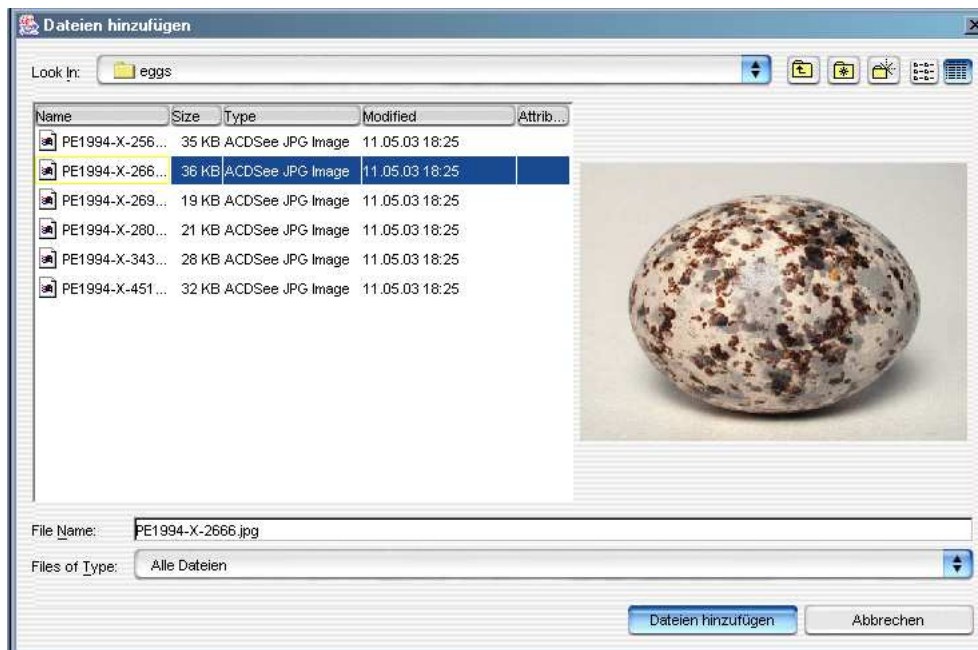 Dateien hinzufügen
Look In: eggs
Name Size Type Modified Attrib...
PE1994-X-256... 35 KB ACDSee JPG Image 11.05.03 18:25
PE1994-X-266... 36 KB ACDSee JPG Image 11.05.03 18:25
PE1994-X-269... 19 KB ACDSee JPG Image 11.05.03 18:25
PE1994-X-280... 21 KB ACDSee JPG Image 11.05.03 18:25
PE1994-X-343... 28 KB ACDSee JPG Image 11.05.03 18:25
PE1994-X-451... 32 KB ACDSee JPG Image 11.05.03 18:25
File Name: PE1994-X-2666.jpg
Files of Type: Alle Dateien
Dateien hinzufügen Abbrechen